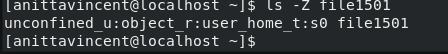 [anittavincent@localhost ~]$ ls -Z file1501
unconfined_u:object_r:user_home_t:s0 file1501
[anittavincent@localhost ~]$